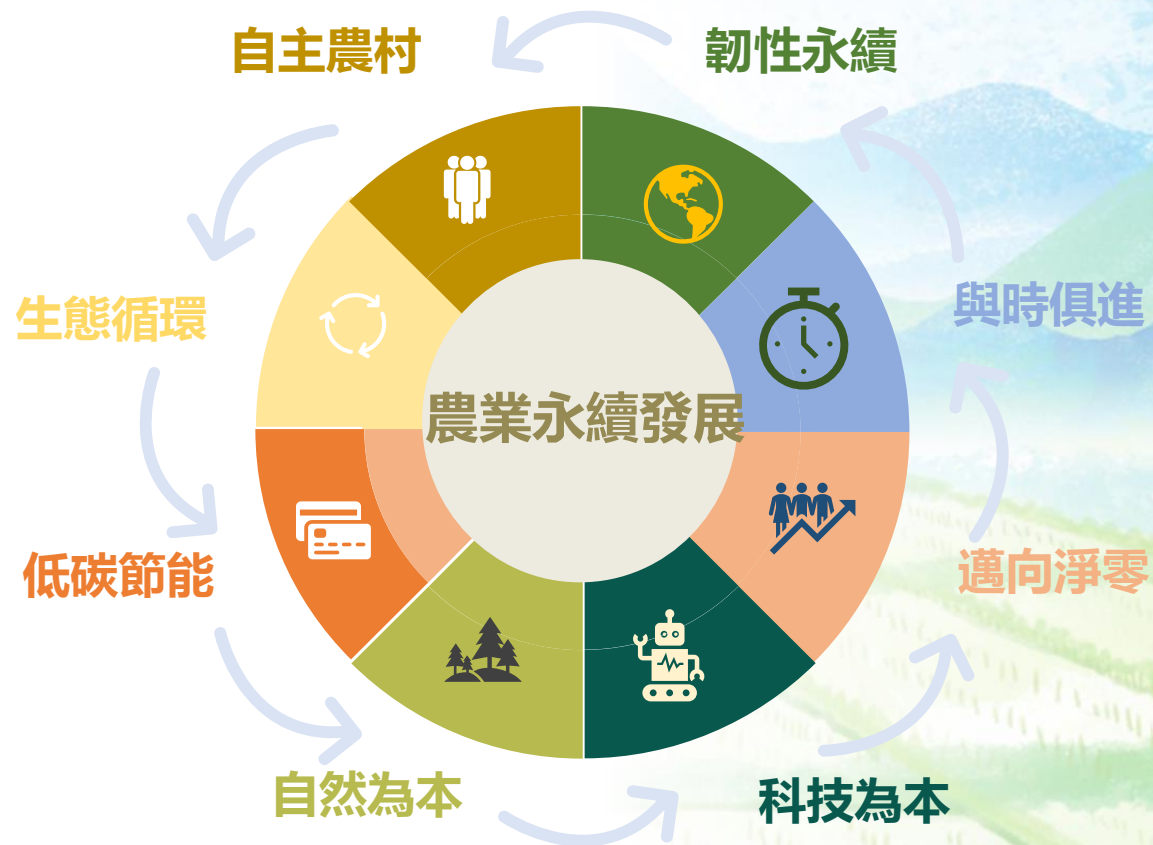 自主農村
韌性永續
生態循環
與時俱進
農業永續發展
低碳節能
邁向淨零
自然為本
科技為本